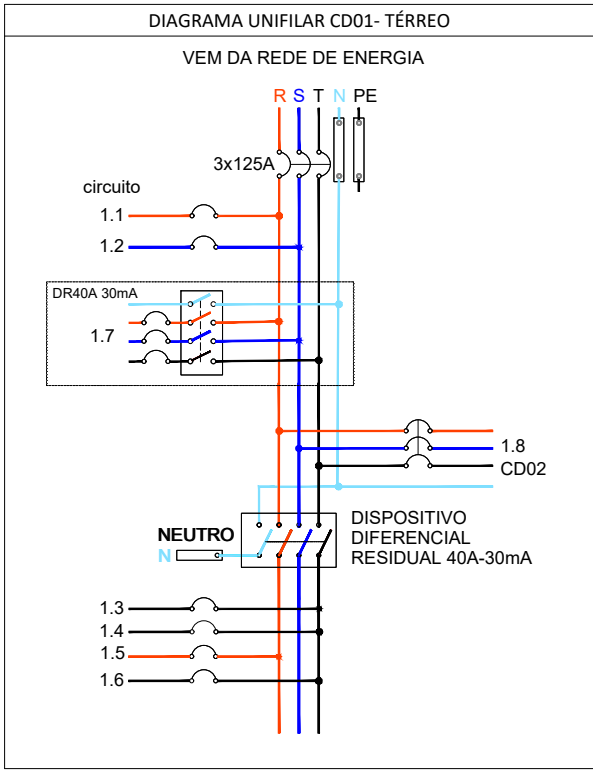 DIAGRAMA UNIFILAR CD01- TÉRREO
VEM DA REDE DE ENERGIA
R S T N PE
3x125A
circuito
1.1
1.2
DR40A 30mA
1.7
1.8
CD02
DISPOSITIVO
DIFERENCIAL
RESIDUAL 40A-30mA
NEUTRO
N
1.3
1.4
1.5
1.6